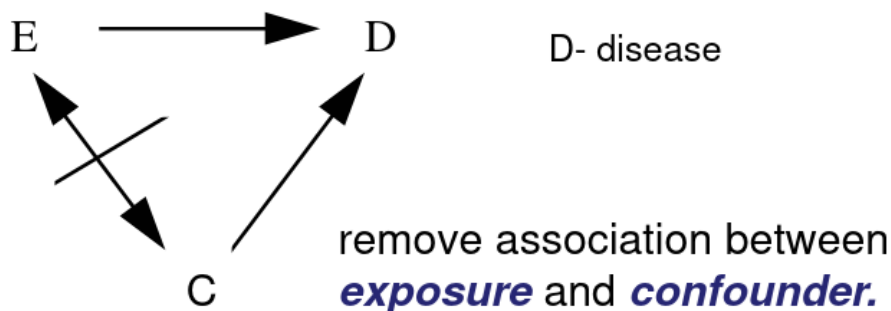 E
D
D- disease
remove association between
C
exposure and confounder.